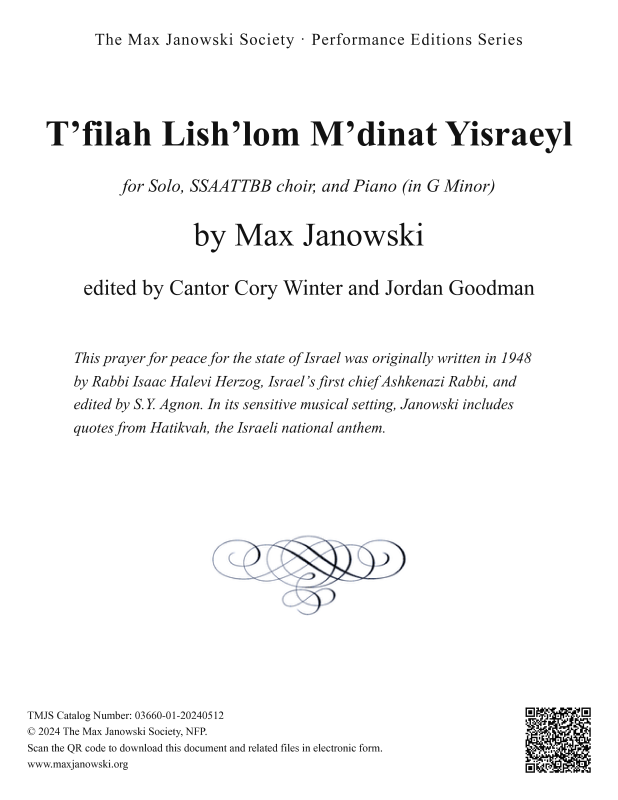 The Max Janowski Society · Performance Editions Series
T’filah Lish’lom M’dinat Yisraeyl
for Solo, SSAATTBB choir, and Piano (in G Minor)
by Max Janowski
edited by Cantor Cory Winter and Jordan Goodman
This prayer for peace for the state of Israel was originally written in 1948
by Rabbi Isaac Halevi Herzog, Israel’s first chief Ashkenazi Rabbi, and
edited by S.Y. Agnon. In its sensitive musical setting, Janowski includes
quotes from Hatikvah, the Israeli national anthem.
TMJS Catalog Number: 03660-01-20240512
© 2024 The Max Janowski Society, NFP.
Scan the QR code to download this document and related files in electronic form.
www.maxjanowski.org